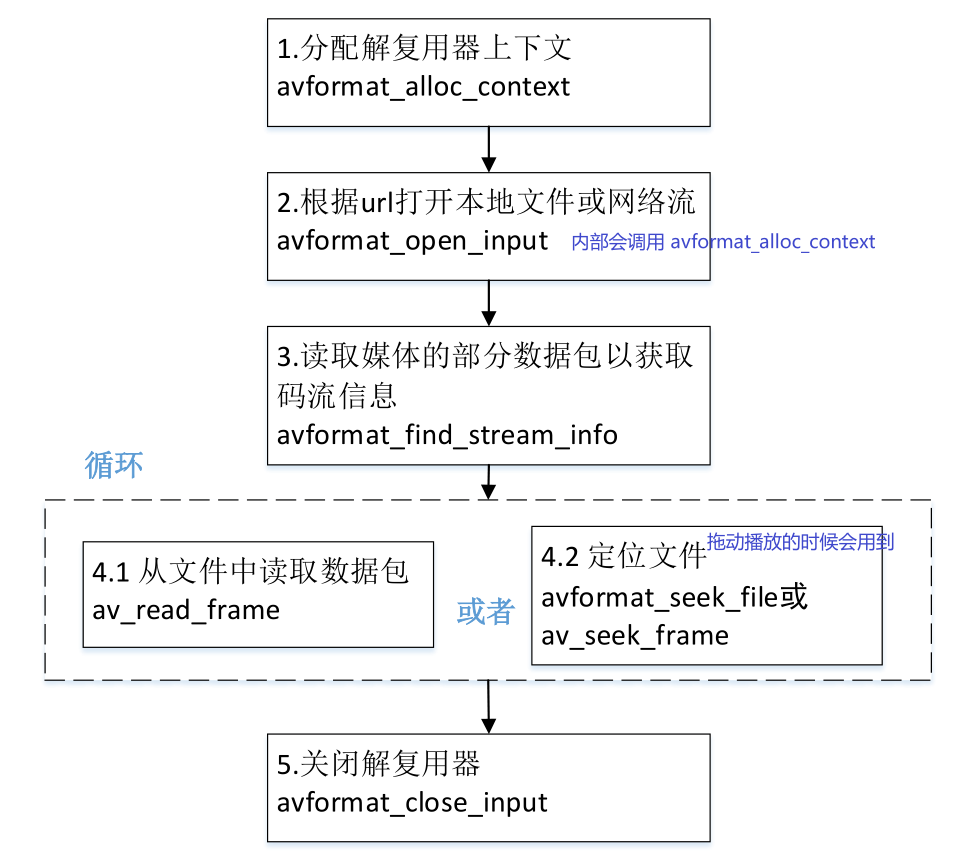 1.分配解复用器上下文
avformat_alloc_context
2.根据url打开本地文件或网络流
avformat_open_input 内部会调用 avformat_alloc_context
3.读取媒体的部分数据包以获取
码流信息
avformat_find_stream_info
循环
4.1 从文件中读取数据包
av_read_frame
或者
拖动播放的时候会用到
4.2 定位文件
avformat_seek_file或
av_seek_frame
5.关闭解复用器
avformat_close_input